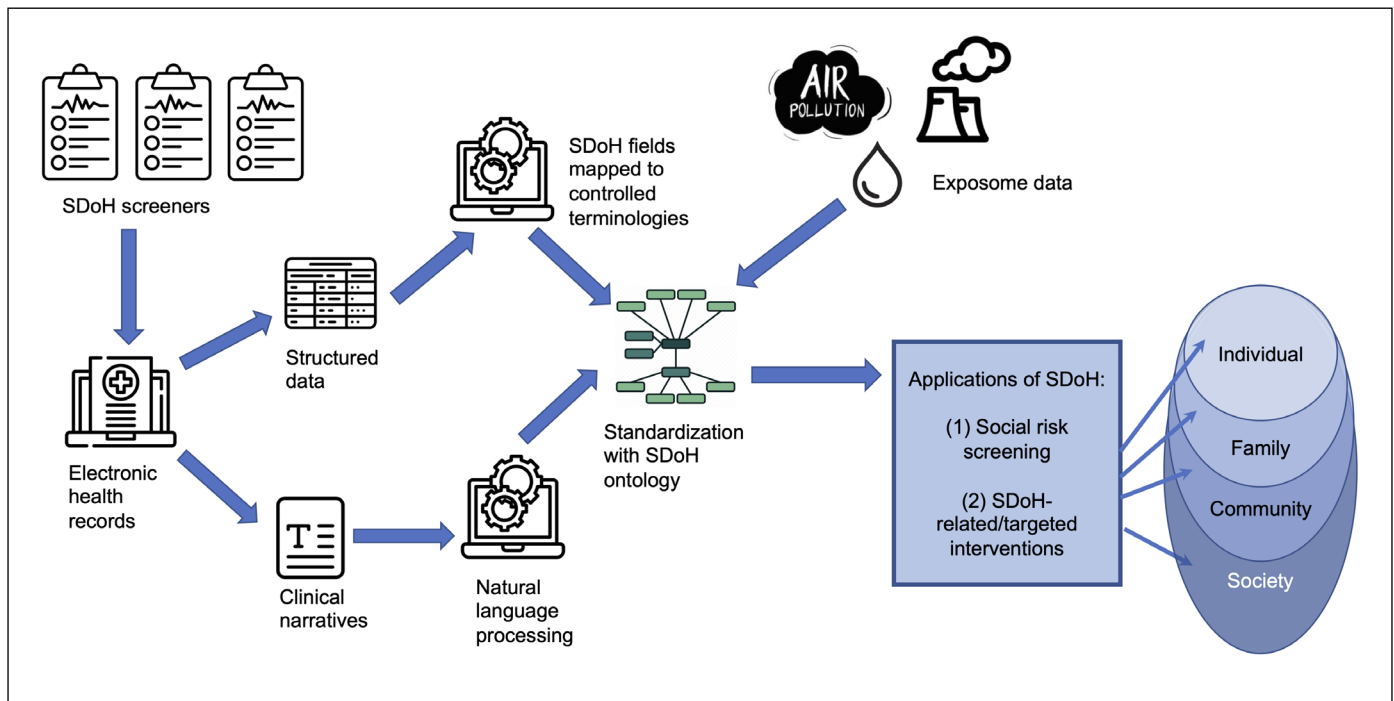 SDoH screeners
SDoH fields
mapped to
controlled
terminologies
AIR
POLLUTION
Exposome data
Structured
data
Electronic
health
records
Clinical
narratives
T
Natural
language
processing
Standardization
with SDoH
ontology
Applications of SDoH:
(1) Social risk
screening
(2) SDoH-
related/targeted
interventions
Individual
Family
Community
Society